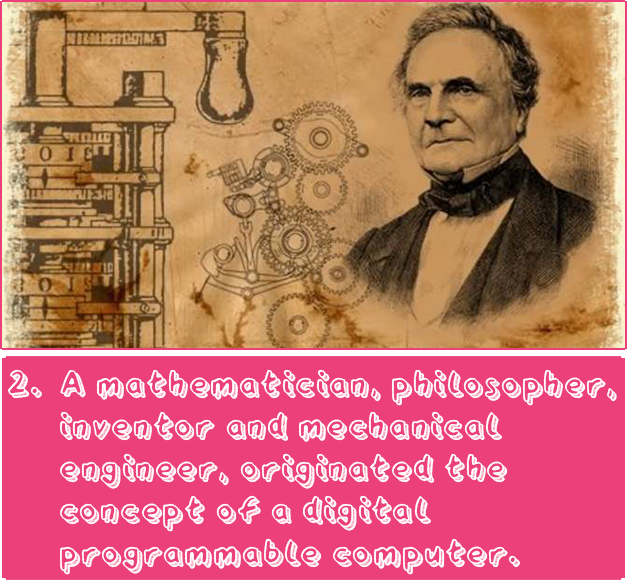 2. A mathematician, philosopher,
inventor and mechanical
engineer, originated the
concept of a digital
programmable computer.